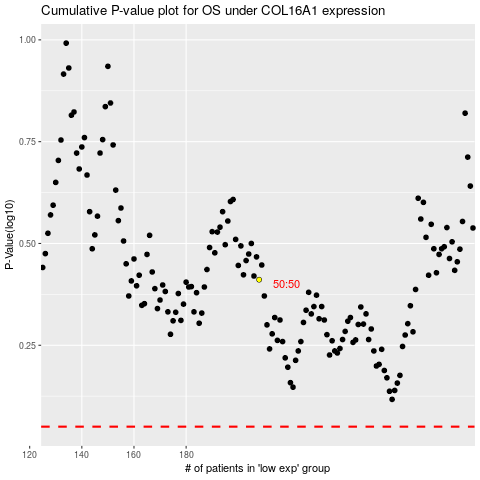 Cumulative P-value plot for OS under COL16A1 expression
1.00
0.75
0.50
0.25
P-Value(log10)
50:50
120 140 160 180
# of patients in 'low exp' group